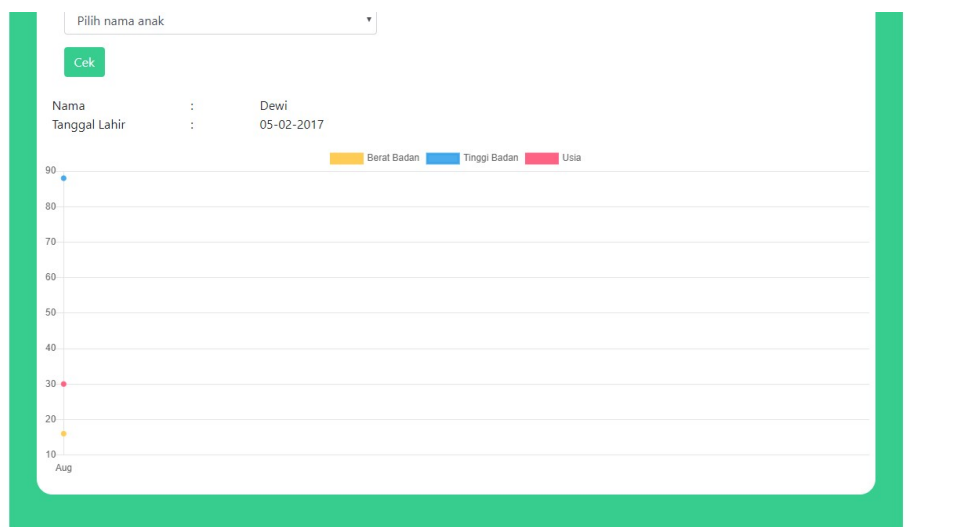 Pilih nama anak
Cek
Nama : Dewi
Tanggal Lahir : 05-02-2017
Berat Badan Tinggi Badan Usia
90
80
70
60
50
40
30
20
10
Aug